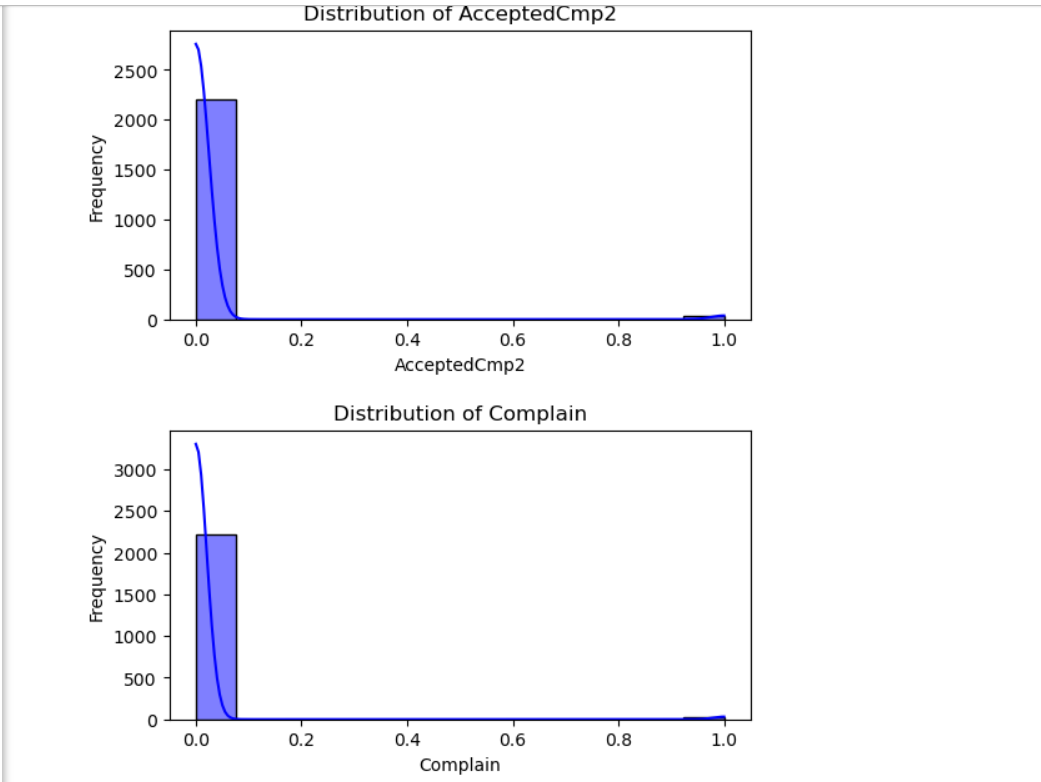 Distribution of AcceptedCmp2
Frequency
2500
2000
1500
1000
500
0
0.0 0.2 0.4 0.6 0.8 1.0
AcceptedCmp2
Distribution of Complain
Frequency
3000
2500
2000
1500
1000
500
0
0.0 0.2 0.4 0.6 0.8 1.0
Complain